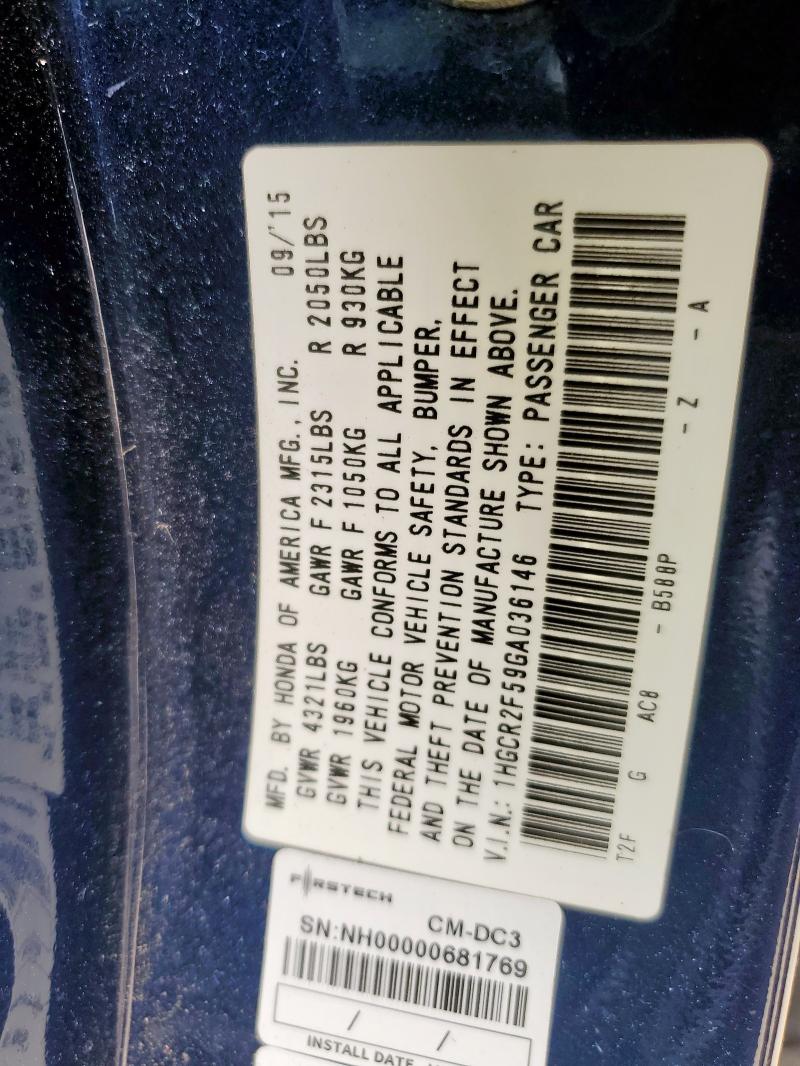 MFD. BY HONDA OF AMERICA MFG., INC. 09/'15
GVWR 4321LBS GAWR F 2315LBS R 2050LBS
GVWR 1960KG GAWR F 1050KG R 930KG
THIS VEHICLE CONFORMS TO ALL APPLICABLE
FEDERAL MOTOR VEHICLE SAFETY, BUMPER,
AND THEFT PREVENTION STANDARDS IN EFFECT
ON THE DATE OF MANUFACTURE SHOWN ABOVE.
V.I.N.: 1HGCR2F59GA036146 TYPE: PASSENGER CAR
T2F G AC8 - B588P - Z - A
FIRSTECH
CM-DC3
SN:NH00000681769
/ /
INSTALL DATE